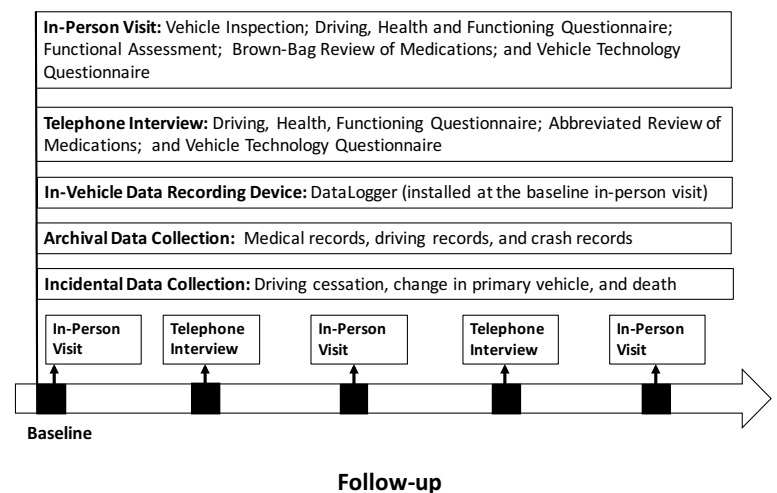 In-Person Visit: Vehicle Inspection; Driving, Health and Functioning Questionnaire;
Functional Assessment; Brown-Bag Review of Medications; and Vehicle Technology
Questionnaire
Telephone Interview: Driving, Health, Functioning Questionnaire; Abbreviated Review of
Medications; and Vehicle Technology Questionnaire
In-Vehicle Data Recording Device: DataLogger (installed at the baseline in-person visit)
Archival Data Collection: Medical records, driving records, and crash records
Incidental Data Collection: Driving cessation, change in primary vehicle, and death
In-Person
Visit
Telephone
Interview
In-Person
Visit
Telephone
Interview
In-Person
Visit
Baseline
Follow-up